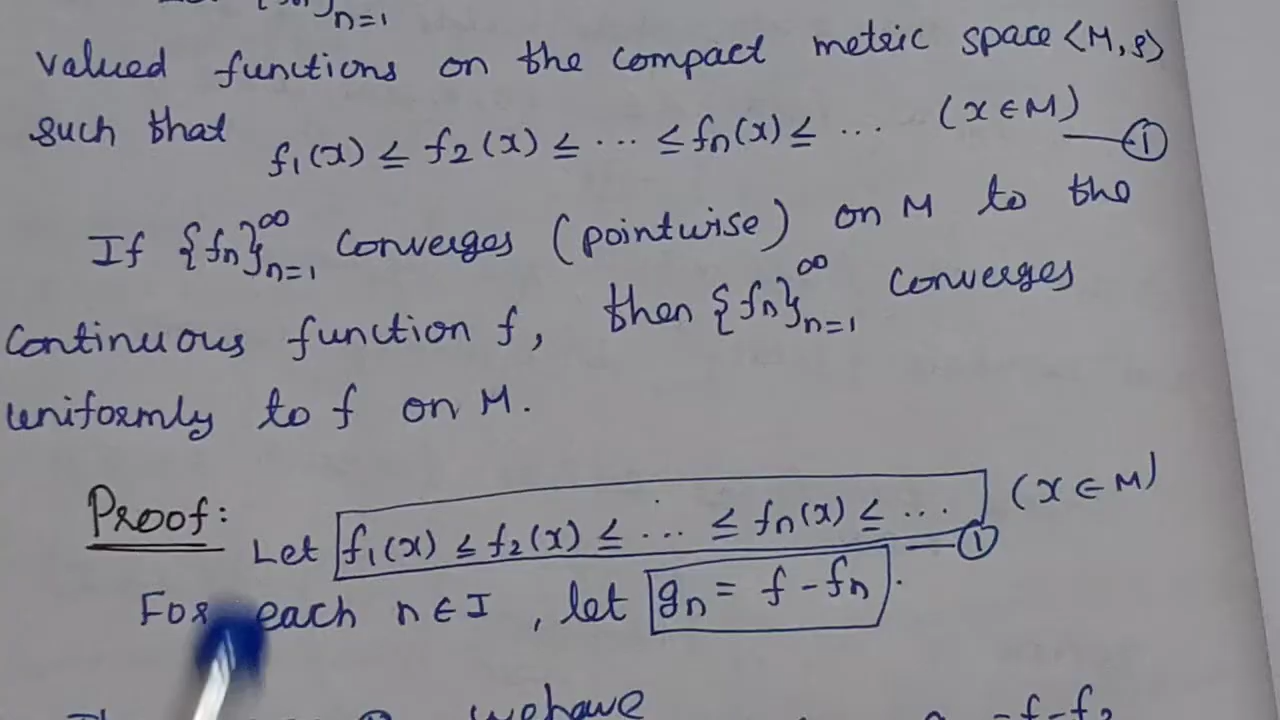 n=1
valued functions on the compact metric space <M, ρ>
such that f₁(x) ≤ f₂(x) ≤ ... ≤ fₙ(x) ≤ ... (x ∈ M) — ①
If {fₙ}ₙ₌₁^∞ converges (pointwise) on M to the
continuous function f, then {fₙ}ₙ₌₁^∞ converges
uniformly to f on M.
Proof: Let f₁(x) ≤ f₂(x) ≤ ... ≤ fₙ(x) ≤ ... (x ∈ M) — ①
For each n ∈ I, let gₙ = f - fₙ.
we have = f - f₂